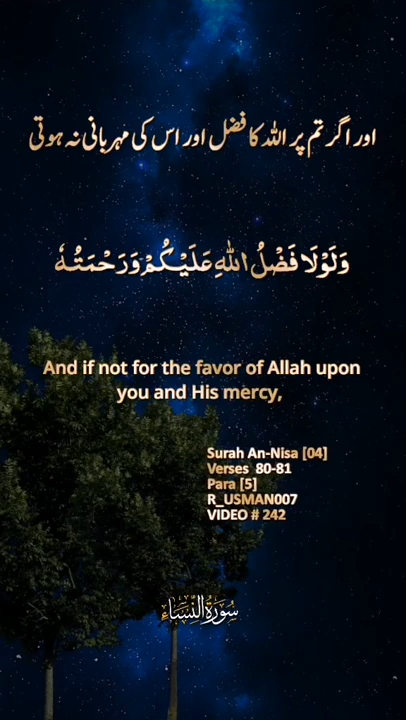 اور اگر تم پر اللہ کا فضل اور اس کی مہربانی نہ ہوتی
وَلَوْلَا فَضْلُ اللهِ عَلَيْكُمْ وَرَحْمَتُهٗ
And if not for the favor of Allah upon
you and His mercy,
Surah An-Nisa [04]
Verses 80-81
Para [5]
R_USMAN007
VIDEO # 242
سُورَةُ النِّسَاءِ